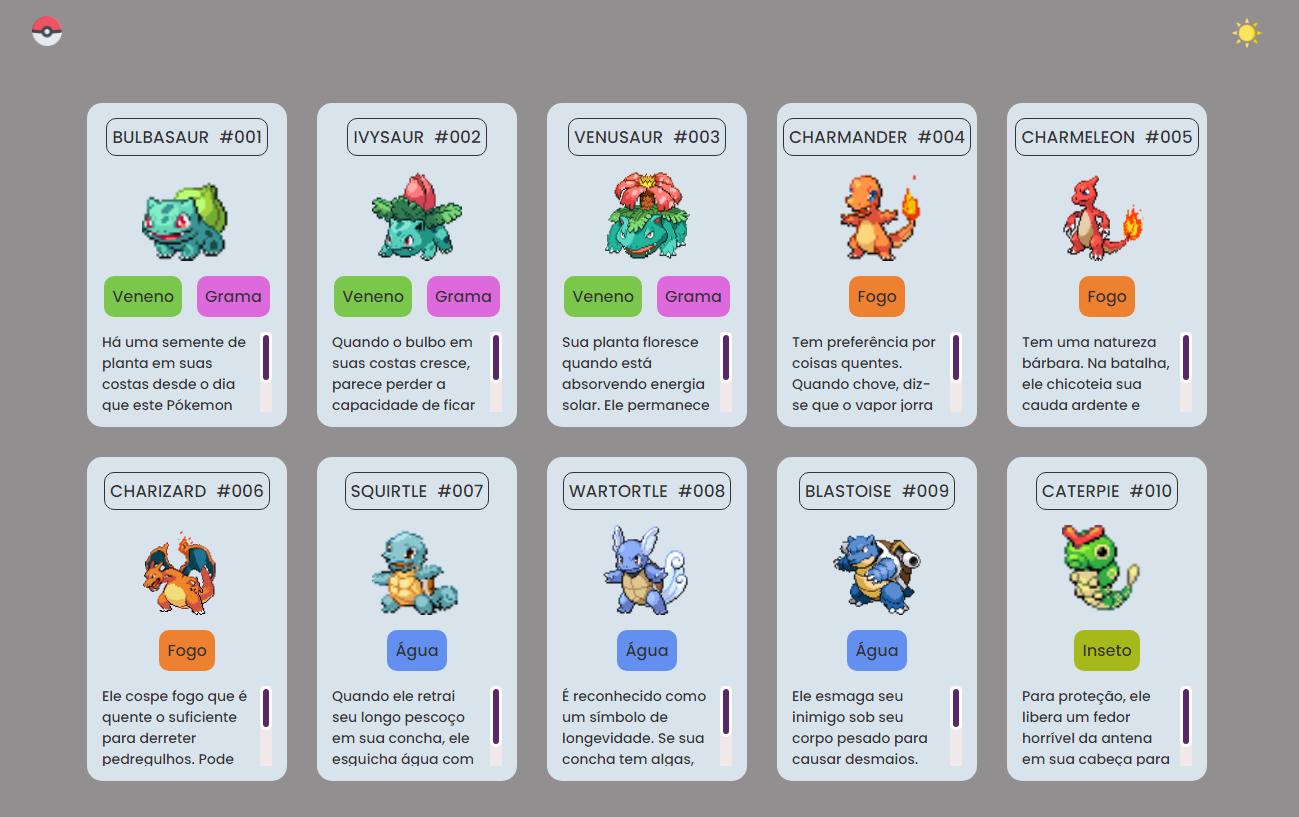 BULBASAUR #001
Veneno Grama
Há uma semente de
planta em suas
costas desde o dia
que este Pókemon
IVYSAUR #002
Veneno Grama
Quando o bulbo em
suas costas cresce,
parece perder a
capacidade de ficar
VENUSAUR #003
Veneno Grama
Sua planta floresce
quando está
absorvendo energia
solar. Ele permanece
CHARMANDER #004
Fogo
Tem preferência por
coisas quentes.
Quando chove, diz-
se que o vapor jorra
CHARMELEON #005
Fogo
Tem uma natureza
bárbara. Na batalha,
ele chicoteia sua
cauda ardente e
CHARIZARD #006
Fogo
Ele cospe fogo que é
quente o suficiente
para derreter
pedregulhos. Pode
SQUIRTLE #007
Água
Quando ele retrai
seu longo pescoço
em sua concha, ele
esguicha água com
WARTORTLE #008
Água
É reconhecido como
um símbolo de
longevidade. Se sua
concha tem algas,
BLASTOISE #009
Água
Ele esmaga seu
inimigo sob seu
corpo pesado para
causar desmaios.
CATERPIE #010
Inseto
Para proteção, ele
libera um fedor
horrível da antena
em sua cabeça para